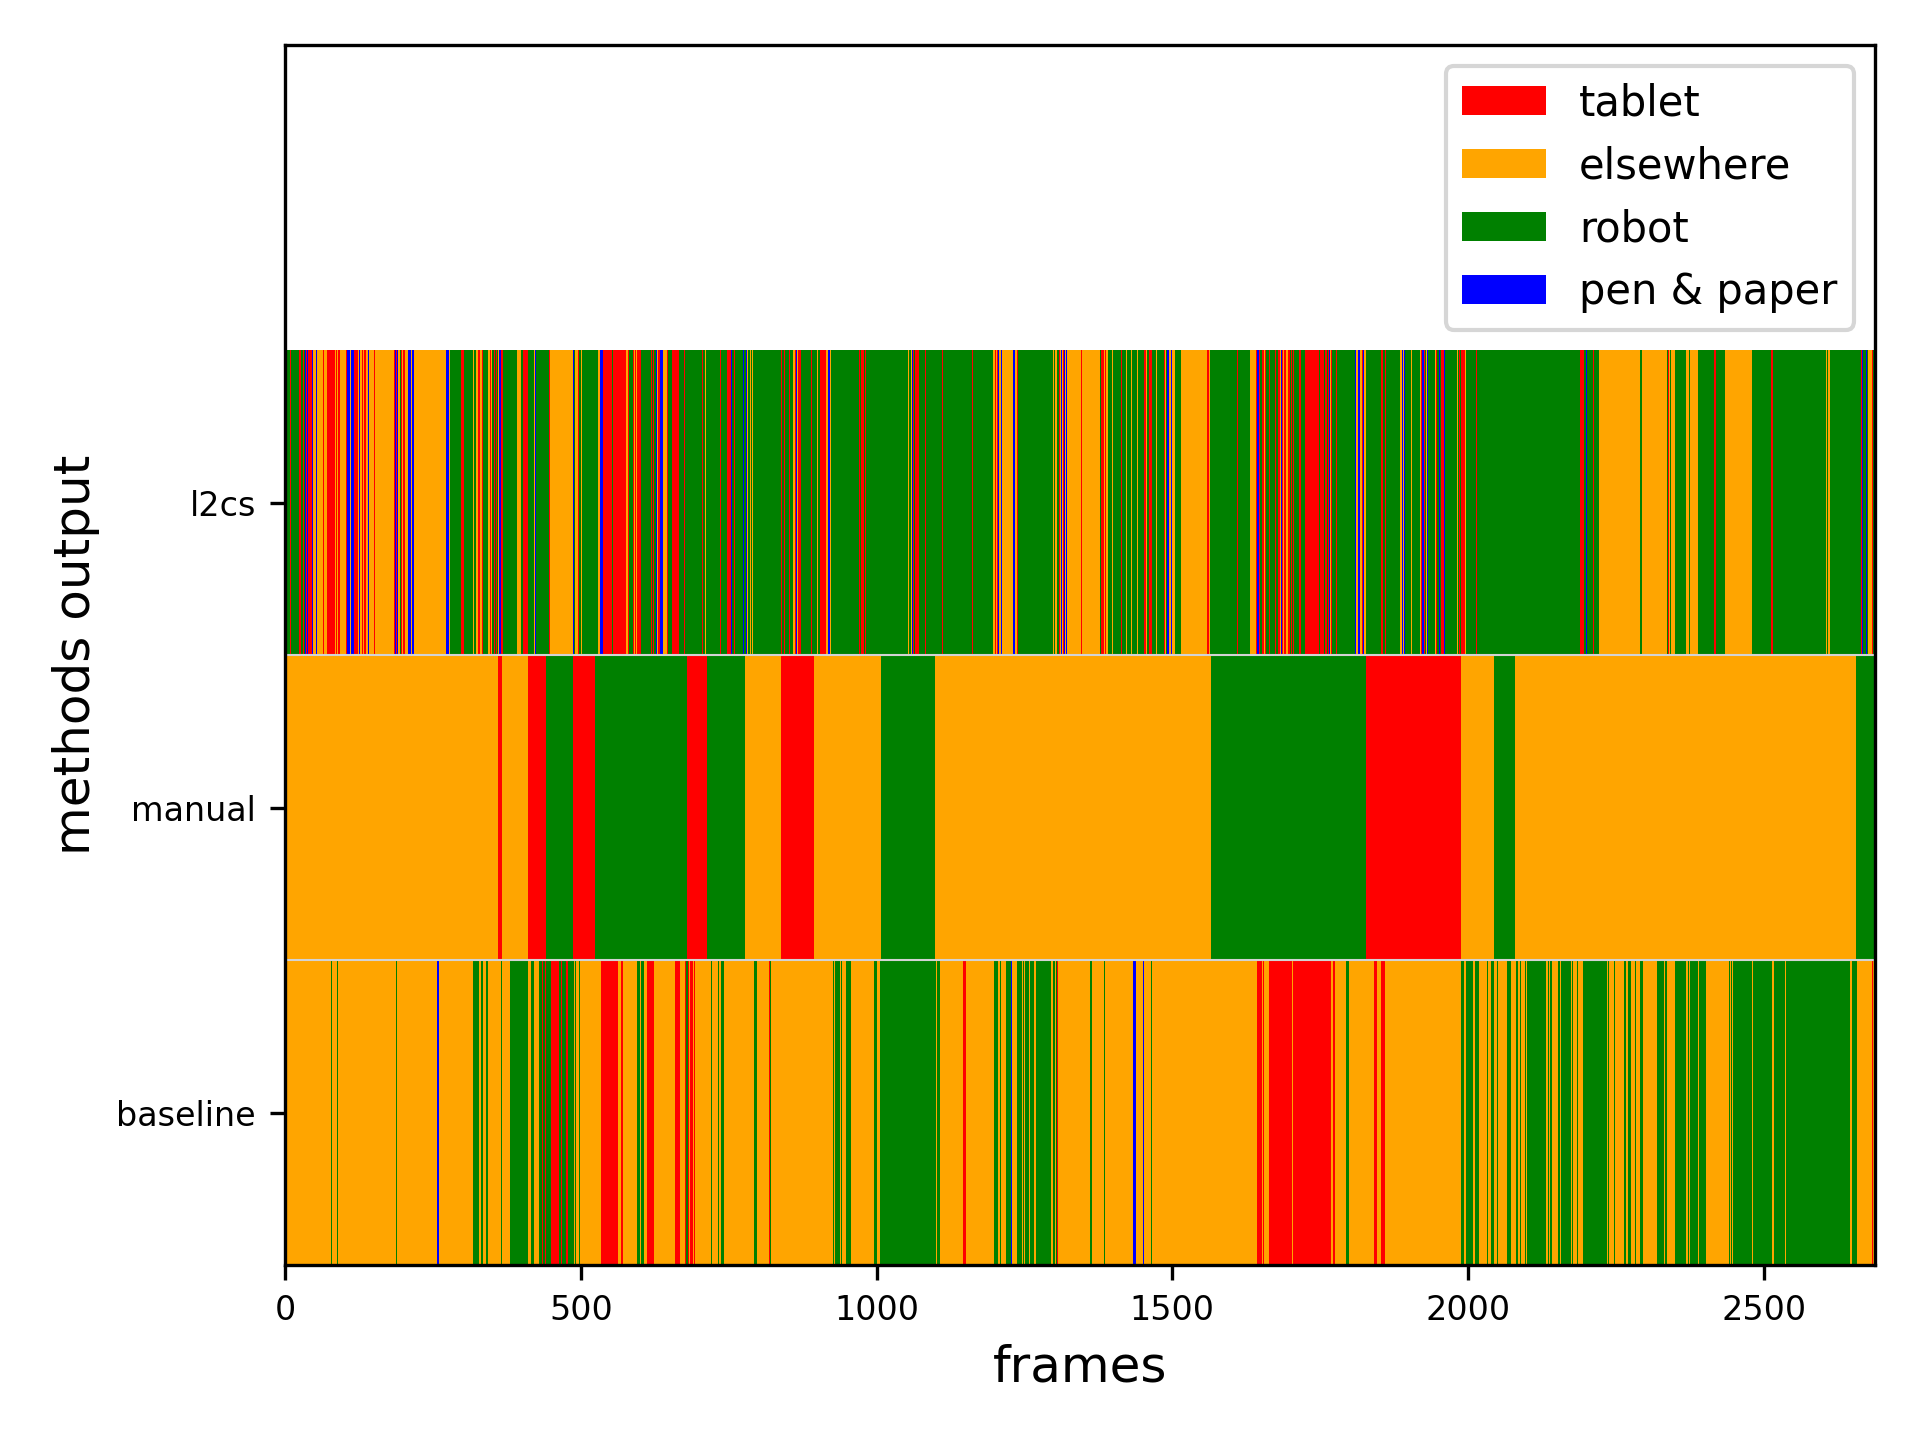 tablet
elsewhere
robot
pen & paper
methods output
l2cs
manual
baseline
0 500 1000 1500 2000 2500
frames